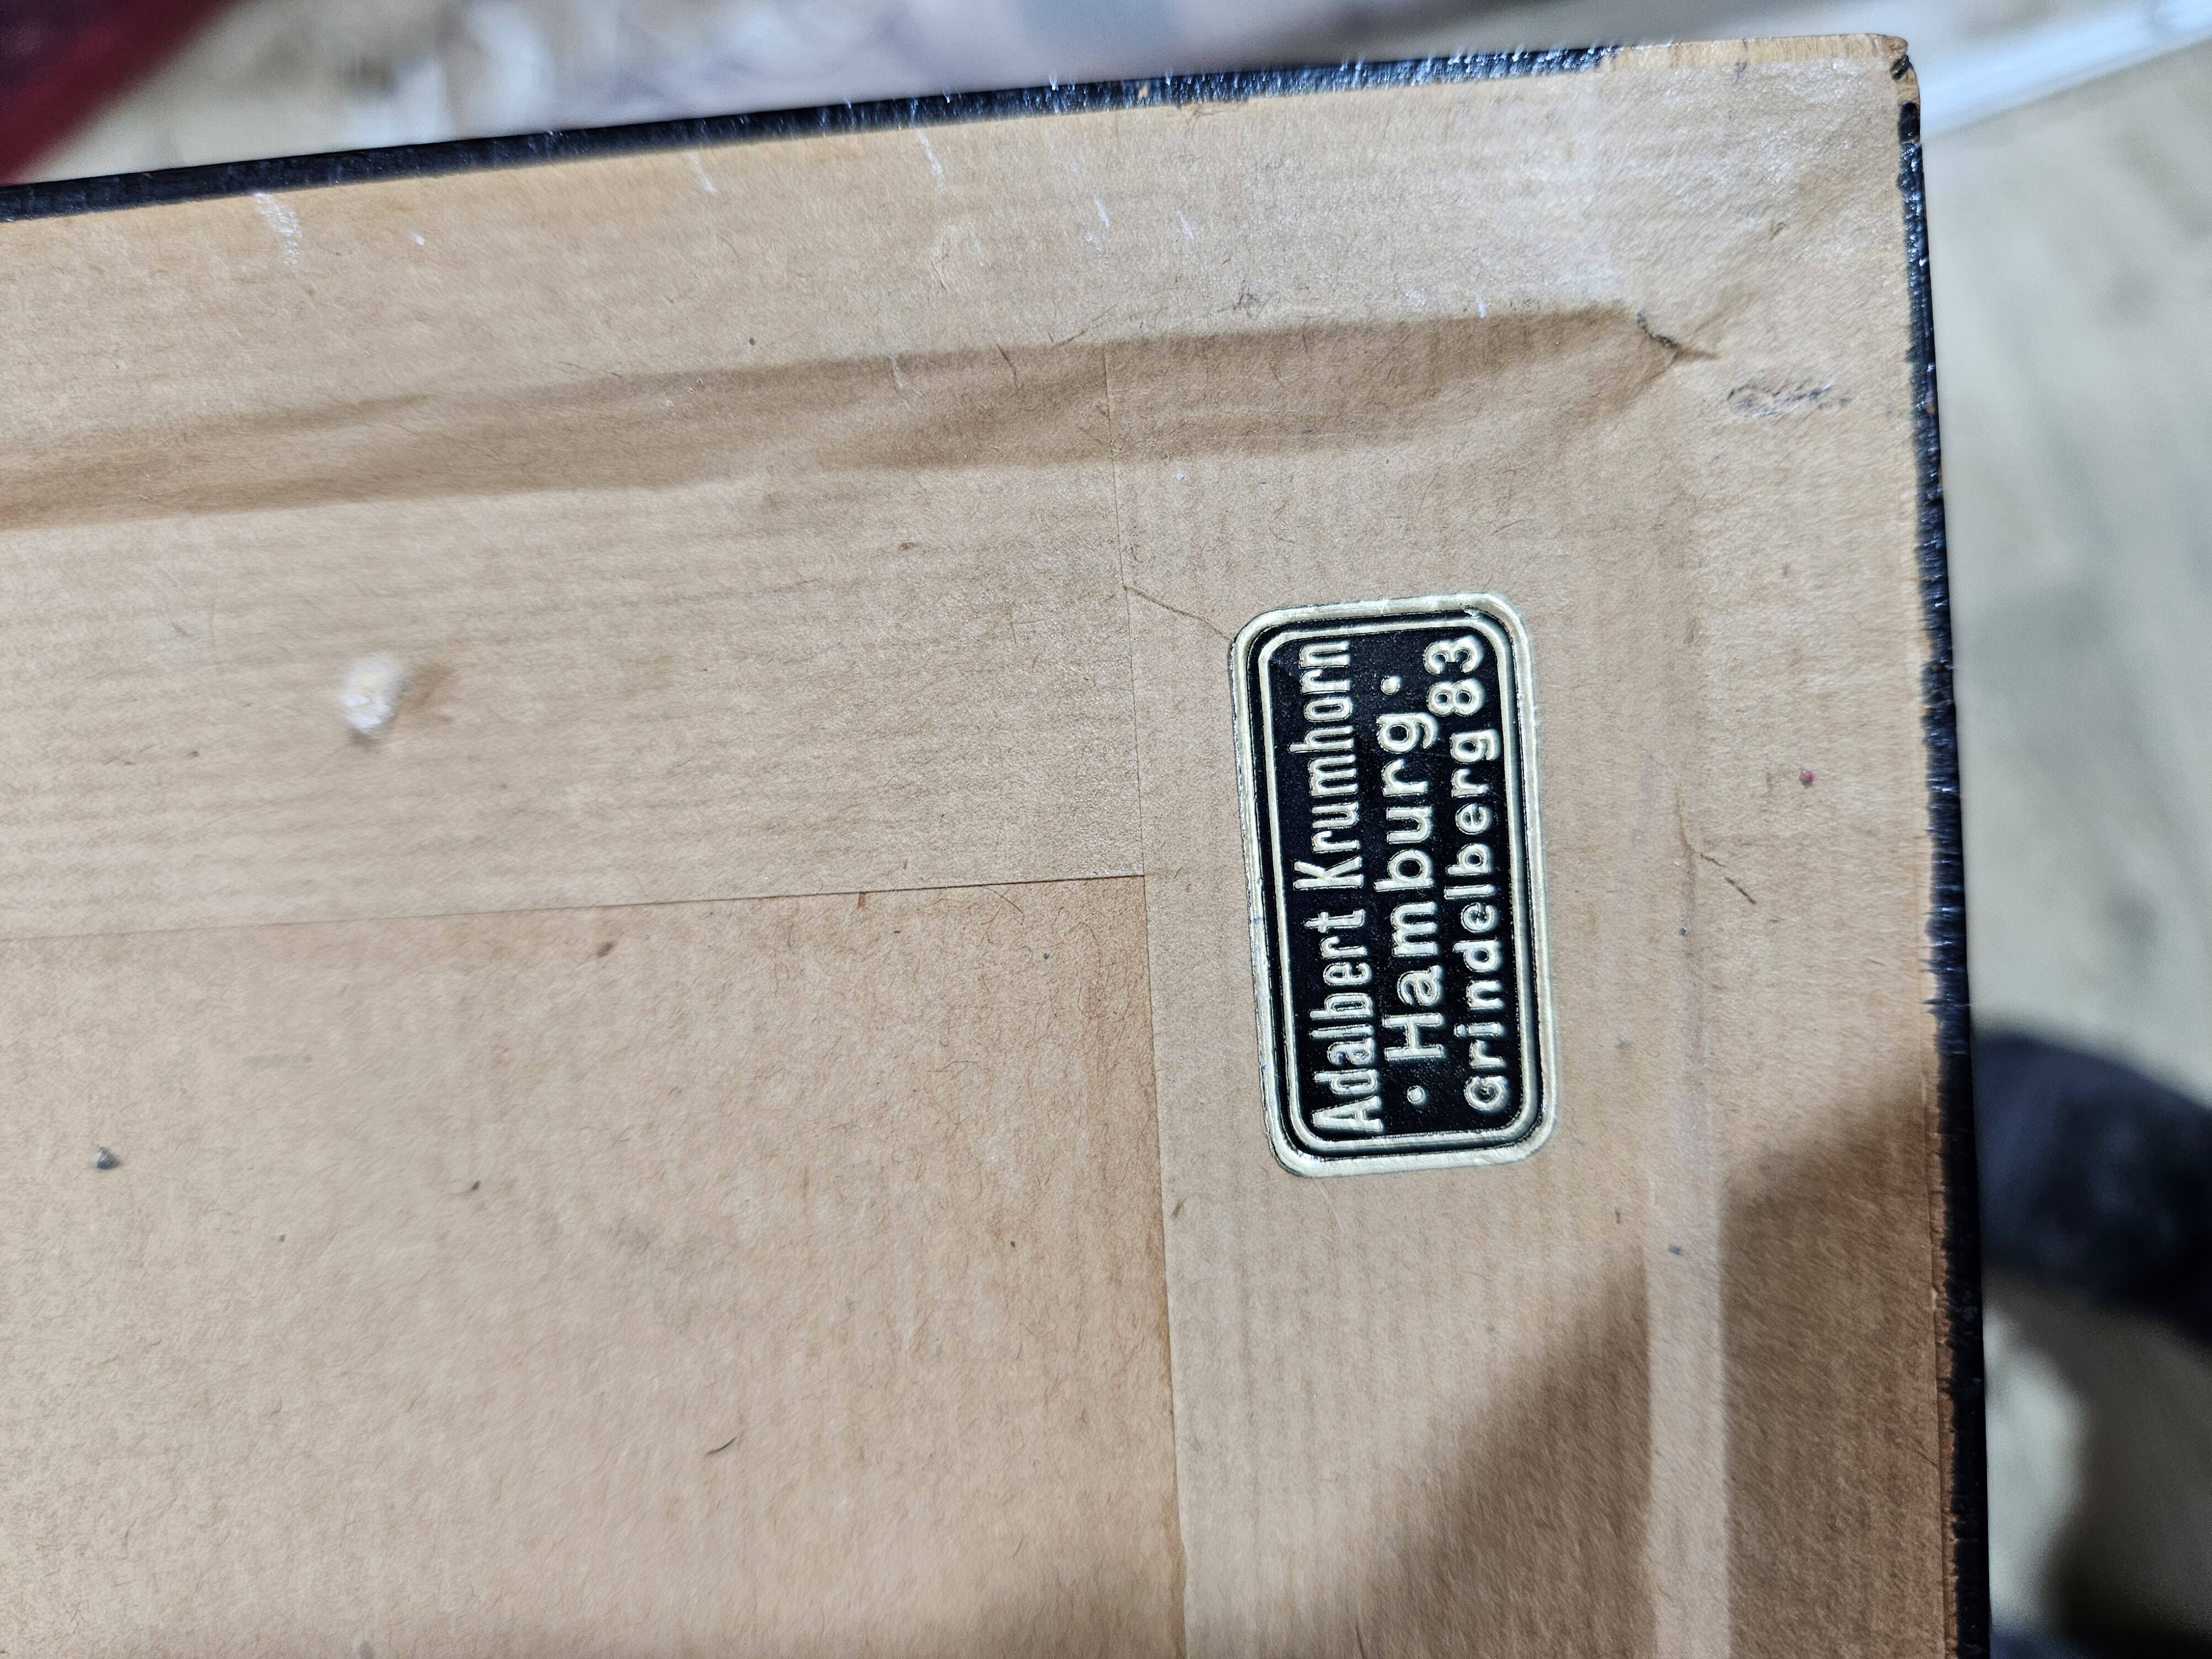 Adalbert Krumhorn
· Hamburg ·
Grindelberg 83